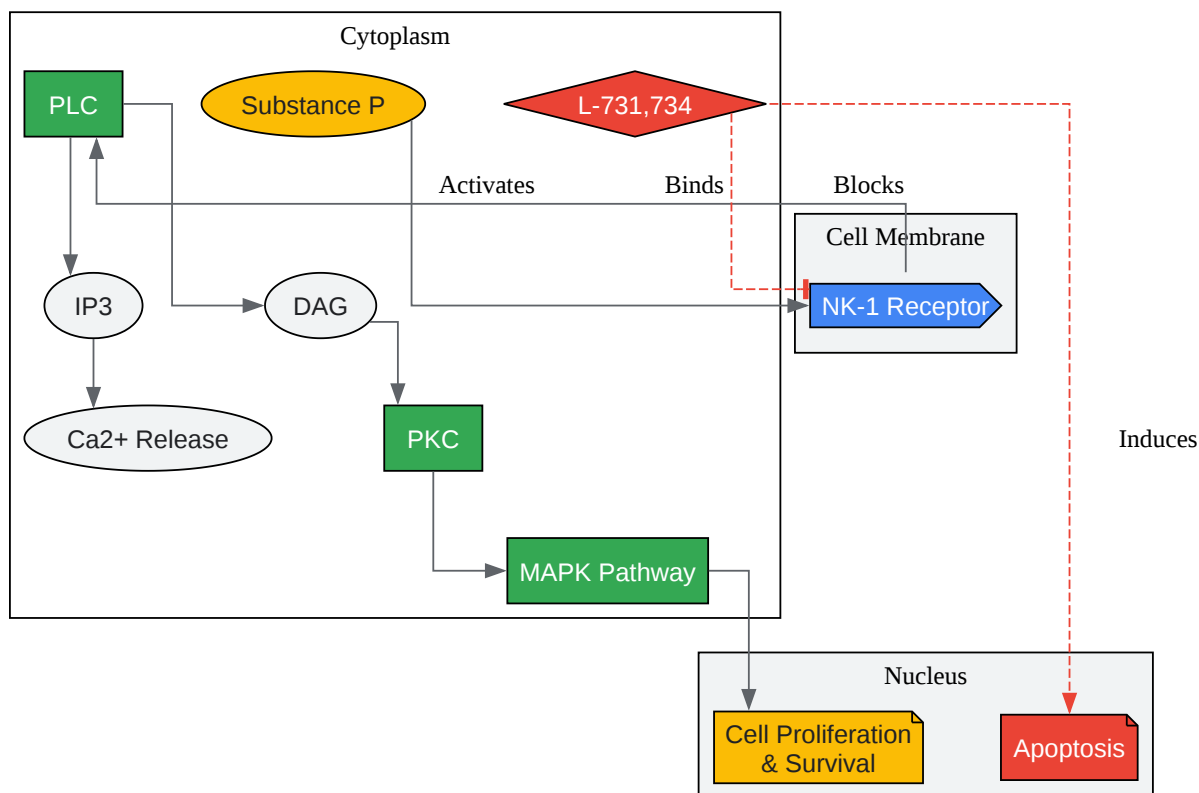 Cytoplasm
PLC
Substance P
L-731,734
Activates
Binds
Blocks
Cell Membrane
IP3
DAG
NK-1 Receptor
Ca2+ Release
PKC
Induces
MAPK Pathway
Nucleus
Cell Proliferation
& Survival
Apoptosis